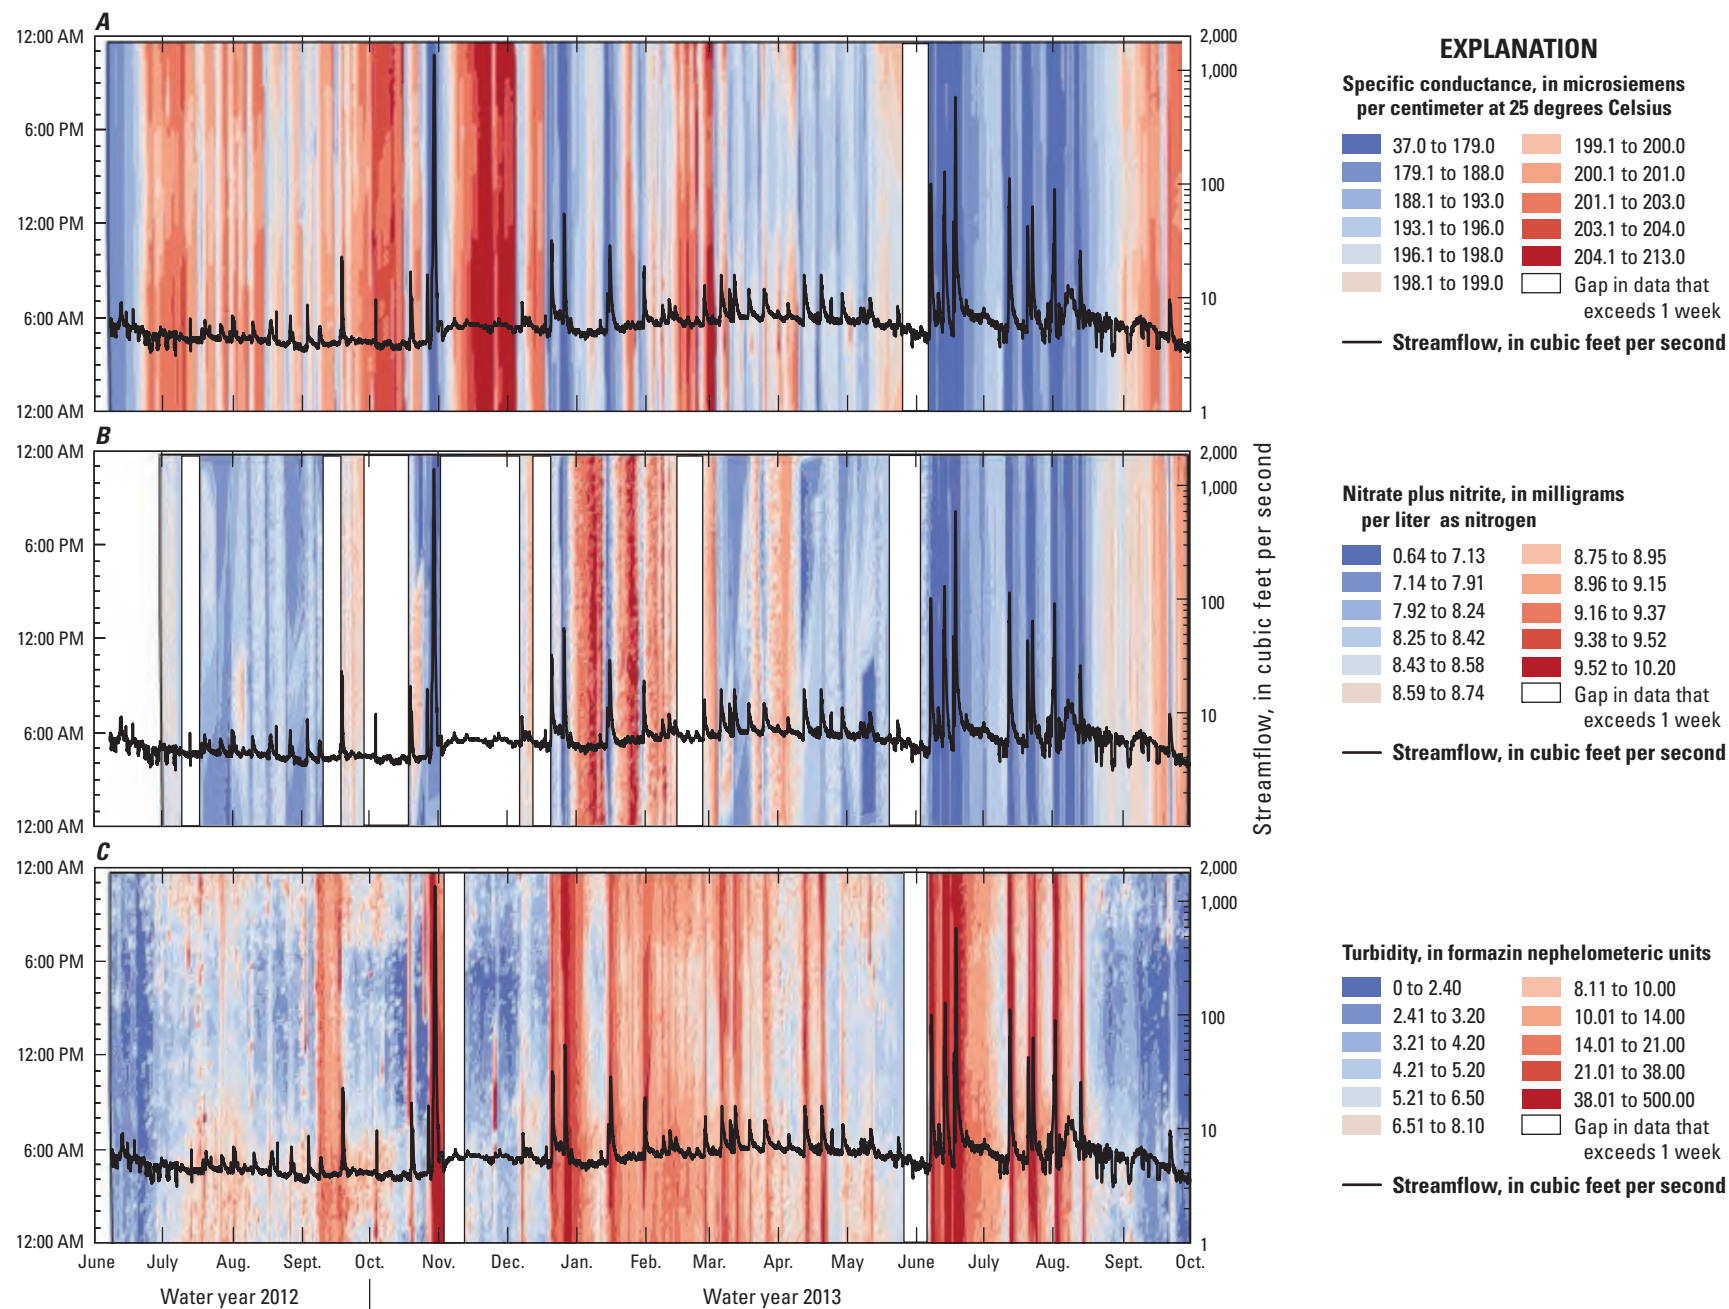 A
12:00 AM
6:00 PM
12:00 PM
6:00 AM
12:00 AM
2,000
1,000
100
10
1
B
12:00 AM
6:00 PM
12:00 PM
6:00 AM
12:00 AM
2,000
1,000
100
10
Streamflow, in cubic feet per second
C
12:00 AM
6:00 PM
12:00 PM
6:00 AM
12:00 AM
2,000
1,000
100
10
1
June July Aug. Sept. Oct. Nov. Dec. Jan. Feb. Mar. Apr. May June July Aug. Sept. Oct.
Water year 2012 Water year 2013
EXPLANATION
Specific conductance, in microsiemens
per centimeter at 25 degrees Celsius
37.0 to 179.0 199.1 to 200.0
179.1 to 188.0 200.1 to 201.0
188.1 to 193.0 201.1 to 203.0
193.1 to 196.0 203.1 to 204.0
196.1 to 198.0 204.1 to 213.0
198.1 to 199.0 Gap in data that
exceeds 1 week
Streamflow, in cubic feet per second
Nitrate plus nitrite, in milligrams
per liter as nitrogen
0.64 to 7.13 8.75 to 8.95
7.14 to 7.91 8.96 to 9.15
7.92 to 8.24 9.16 to 9.37
8.25 to 8.42 9.38 to 9.52
8.43 to 8.58 9.52 to 10.20
8.59 to 8.74 Gap in data that
exceeds 1 week
Streamflow, in cubic feet per second
Turbidity, in formazin nephelometeric units
0 to 2.40 8.11 to 10.00
2.41 to 3.20 10.01 to 14.00
3.21 to 4.20 14.01 to 21.00
4.21 to 5.20 21.01 to 38.00
5.21 to 6.50 38.01 to 500.00
6.51 to 8.10 Gap in data that
exceeds 1 week
Streamflow, in cubic feet per second